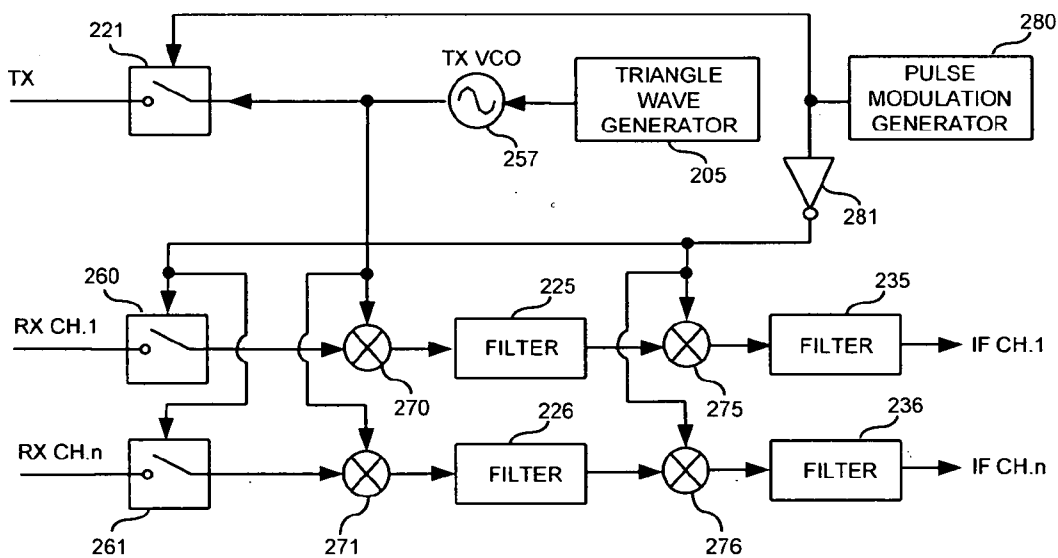 221
280
TX
TX VCO
TRIANGLE
WAVE
GENERATOR
PULSE
MODULATION
GENERATOR
257
205
281
260
225
235
RX CH.1
FILTER
FILTER
IF CH.1
270
275
226
236
RX CH.n
FILTER
FILTER
IF CH.n
261
271
276